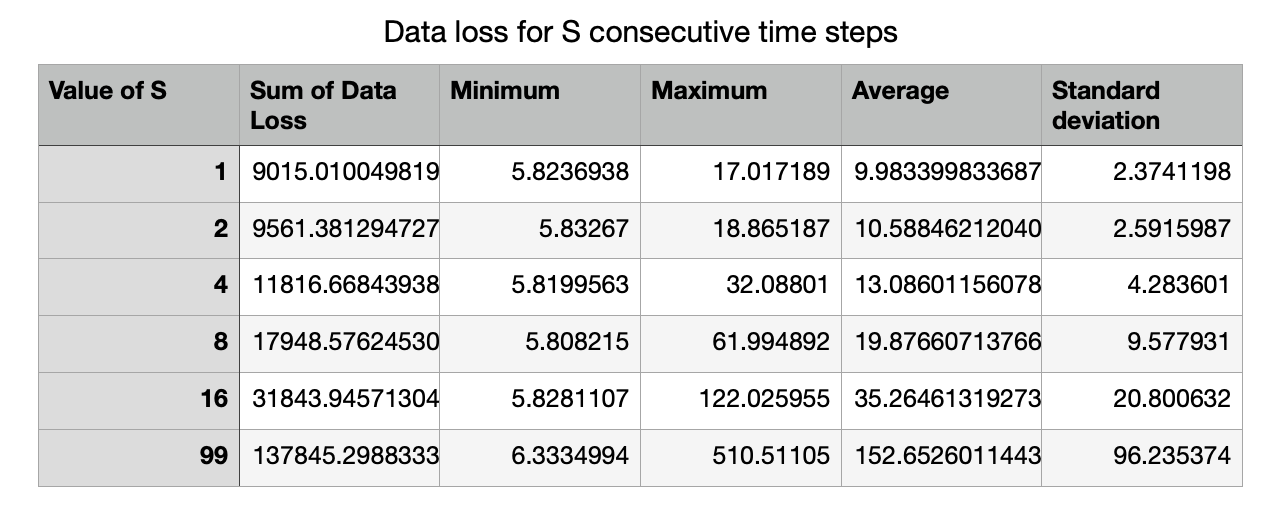 Data loss for S consecutive time steps
Value of S Sum of Data Loss Minimum Maximum Average Standard deviation
1 9015.010049819 5.8236938 17.017189 9.983399833687 2.3741198
2 9561.381294727 5.83267 18.865187 10.58846212040 2.5915987
4 11816.66843938 5.8199563 32.08801 13.08601156078 4.283601
8 17948.57624530 5.808215 61.994892 19.87660713766 9.577931
16 31843.94571304 5.8281107 122.025955 35.26461319273 20.800632
99 137845.2988333 6.3334994 510.51105 152.6526011443 96.235374